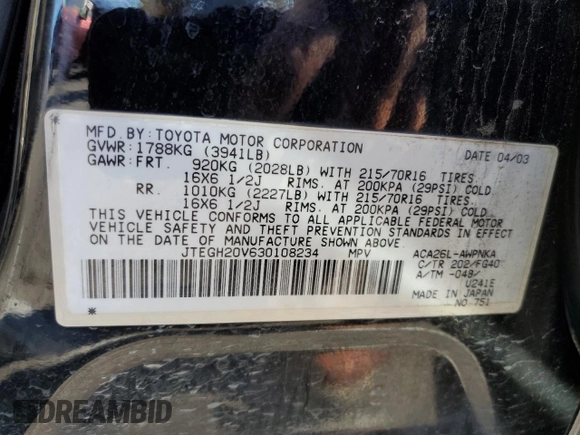 MFD. BY: TOYOTA MOTOR CORPORATION DATE 04/03
GVWR: 1788KG (3941LB)
GAWR: FRT. 920KG (2028LB) WITH 215/70R16 TIRES
16X6 1/2J RIMS. AT 200KPA (29PSI) COLD
RR. 1010KG (2227LB) WITH 215/70R16 TIRES
16X6 1/2J RIMS. AT 200KPA (29PSI) COLD
THIS VEHICLE CONFORMS TO ALL APPLICABLE FEDERAL MOTOR
VEHICLE SAFETY AND THEFT PREVENTION STANDARDS IN EFFECT
ON THE DATE OF MANUFACTURE SHOWN ABOVE.
JTEGH20V630108234 MPV ACA26L-AWPNKA
C/TR 202/FG40
A/TM -04B/
U241E
MADE IN JAPAN
NO. 751
* *
DREAMBID